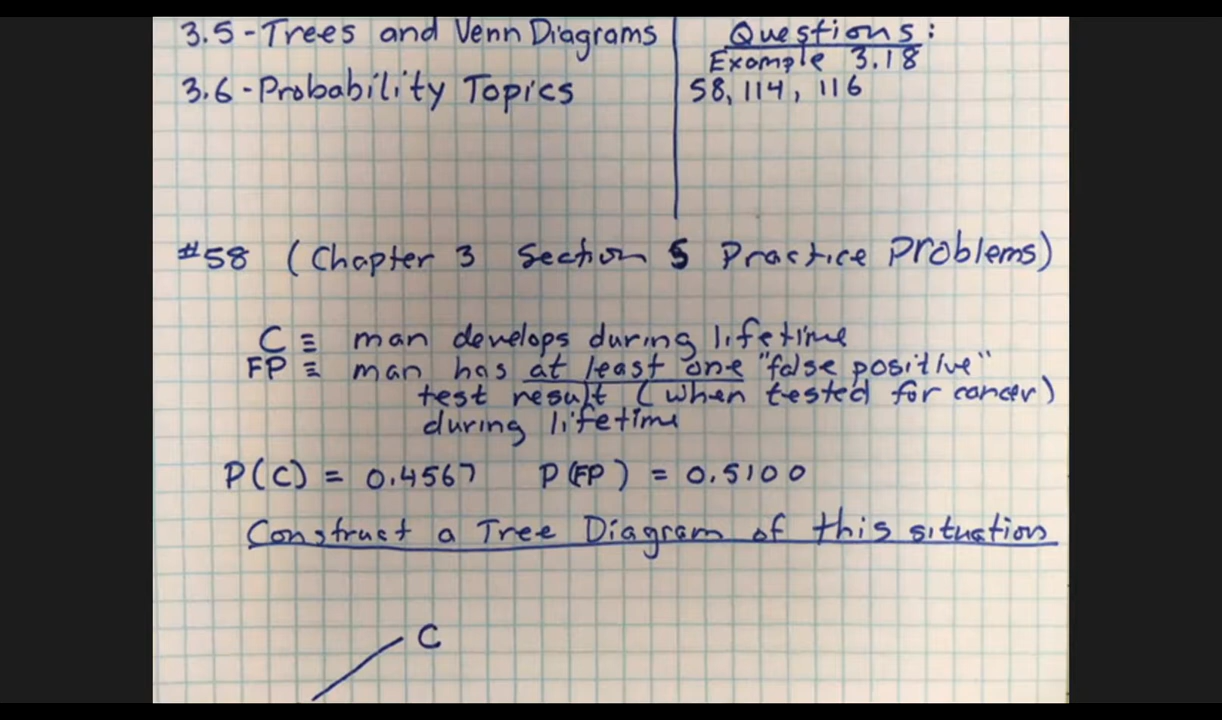 3.5-Trees and Venn Diagrams
3.6-Probability Topics
Questions:
Example 3.18
58, 114, 116
#58 (Chapter 3 Section 5 Practice Problems)
C ≡ man develops during lifetime
FP ≡ man has at least one "false positive"
test result (when tested for cancer)
during lifetime
P(C) = 0.4567 P(FP) = 0.5100
Construct a Tree Diagram of this situation
C